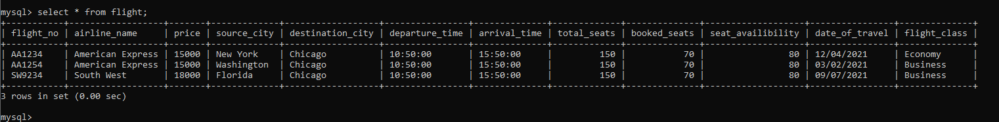 mysql> select * from flight;
+-----------+------------------+-------+-------------+------------------+----------------+--------------+-------------+--------------+-------------------+----------------+--------------+
| flight_no | airline_name     | price | source_city | destination_city | departure_time | arrival_time | total_seats | booked_seats | seat_availibility | date_of_travel | flight_class |
+-----------+------------------+-------+-------------+------------------+----------------+--------------+-------------+--------------+-------------------+----------------+--------------+
| AA1234    | American Express | 15000 | New York    | Chicago          | 10:50:00       | 15:50:00     |         150 |           70 |                80 | 12/04/2021     | Economy      |
| AA1254    | American Express | 15000 | Washington  | Chicago          | 10:50:00       | 15:50:00     |         150 |           70 |                80 | 03/02/2021     | Business     |
| SW9234    | South West       | 18000 | Florida     | Chicago          | 10:50:00       | 15:50:00     |         150 |           70 |                80 | 09/07/2021     | Business     |
+-----------+------------------+-------+-------------+------------------+----------------+--------------+-------------+--------------+-------------------+----------------+--------------+
3 rows in set (0.00 sec)
mysql>